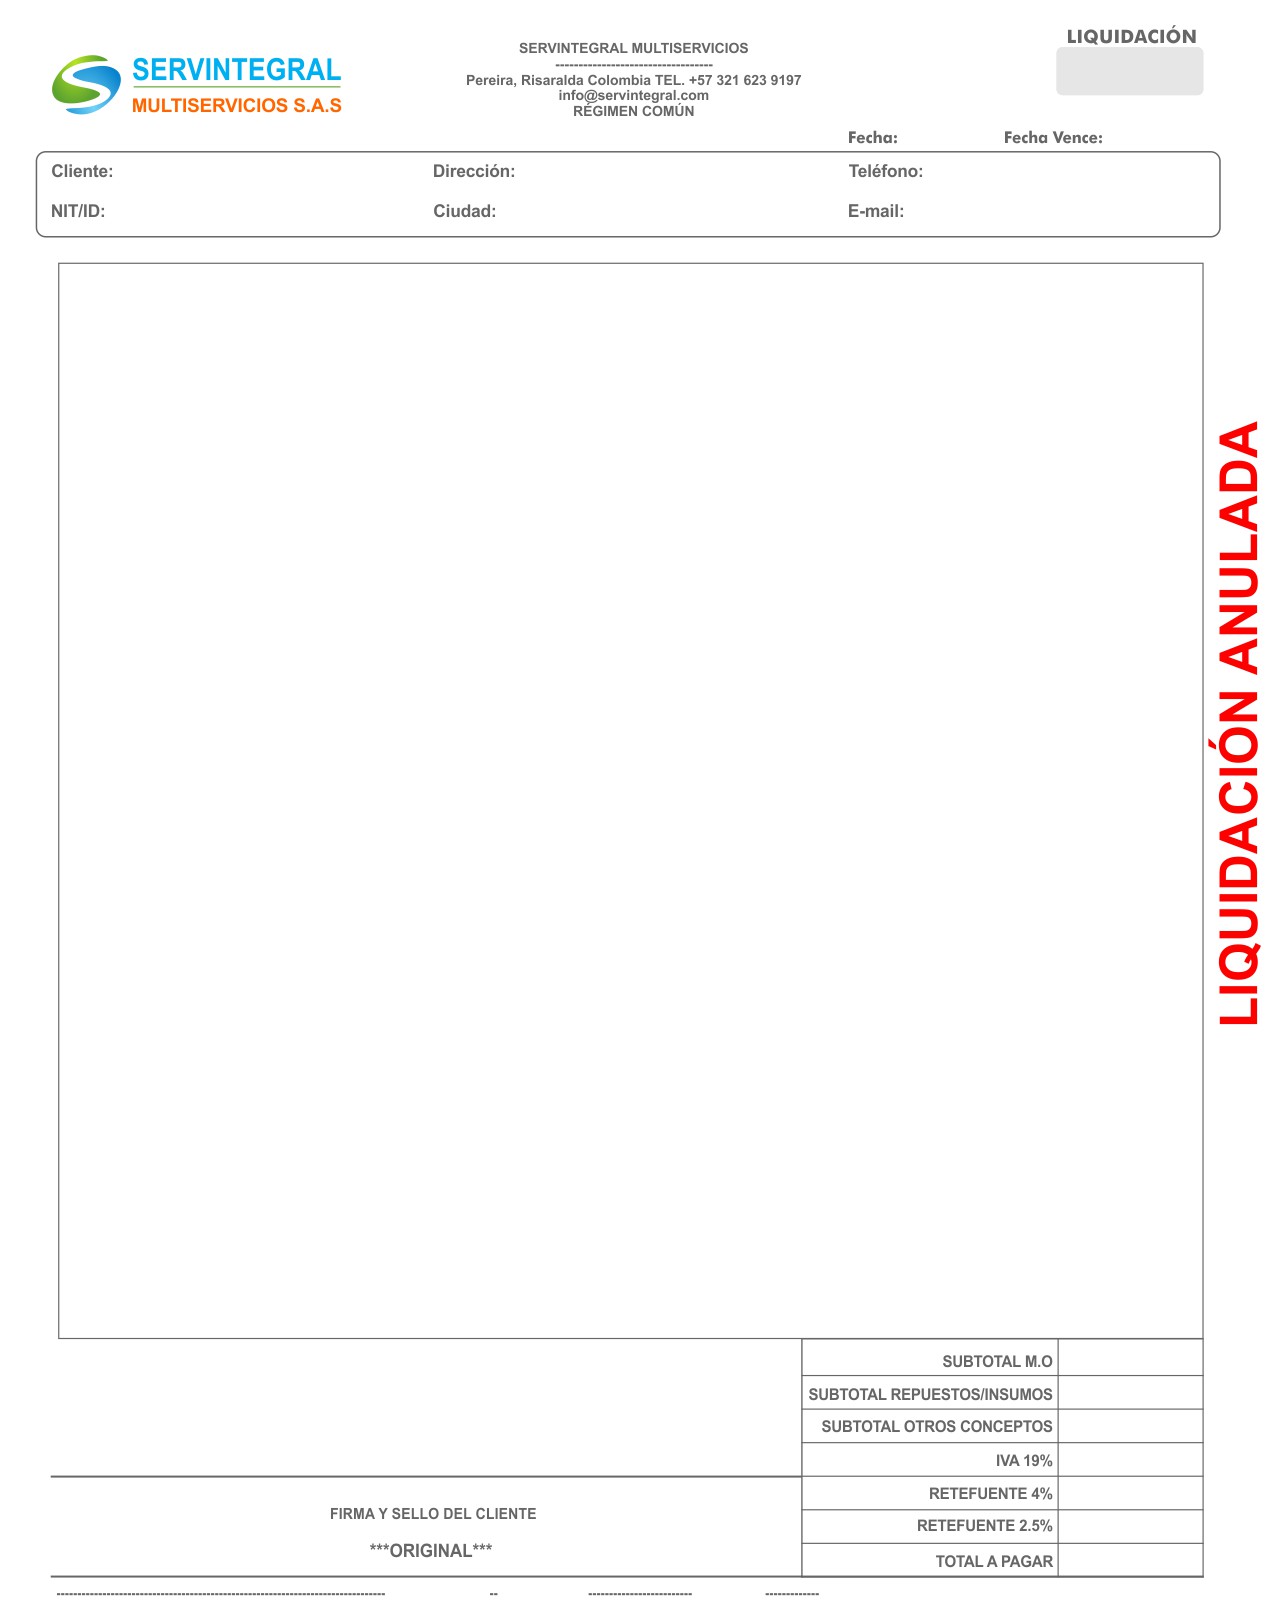 SERVINTEGRAL
MULTISERVICIOS S.A.S
SERVINTEGRAL MULTISERVICIOS
----------------------------------
Pereira, Risaralda Colombia TEL. +57 321 623 9197
info@servintegral.com
RÉGIMEN COMÚN
LIQUIDACIÓN
Fecha: Fecha Vence:
Cliente: Dirección: Teléfono:
NIT/ID: Ciudad: E-mail:
LIQUIDACIÓN ANULADA
SUBTOTAL M.O
SUBTOTAL REPUESTOS/INSUMOS
SUBTOTAL OTROS CONCEPTOS
IVA 19%
RETEFUENTE 4%
RETEFUENTE 2.5%
TOTAL A PAGAR
FIRMA Y SELLO DEL CLIENTE
***ORIGINAL***
------------------------------------------------------------------------------- -- ------------------------- -------------